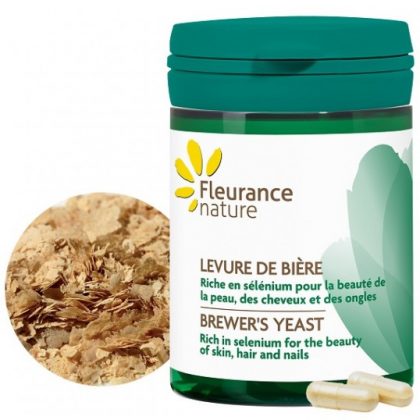 Fleurance
nature
LEVURE DE BIÈRE
Riche en sélénium pour la beauté de
la peau, des cheveux et des ongles
BREWER'S YEAST
Rich in selenium for the beauty
of skin, hair and nails